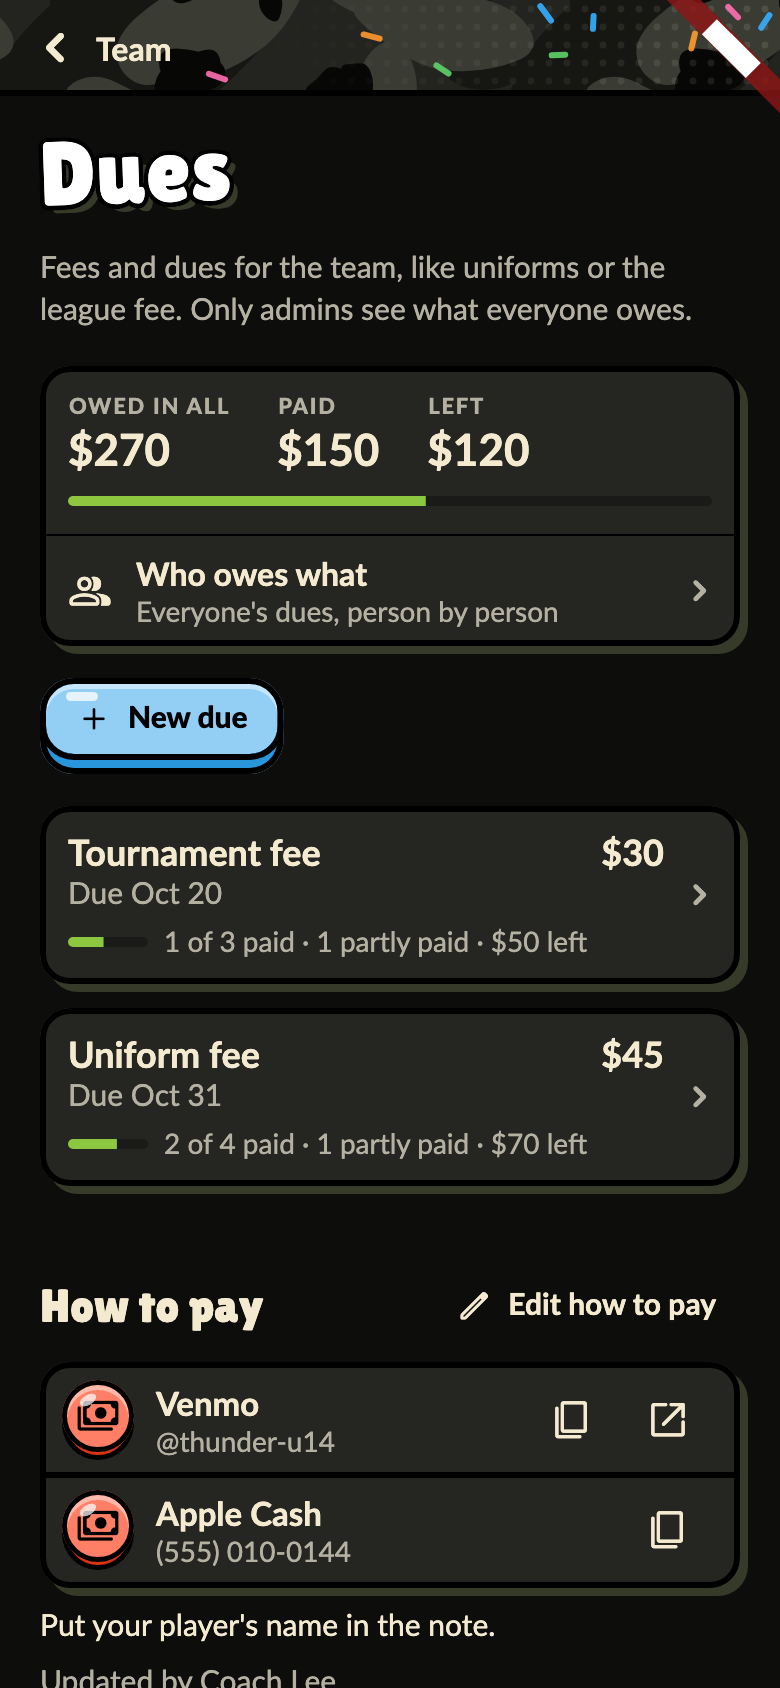 Team
Dues
Fees and dues for the team, like uniforms or the
league fee. Only admins see what everyone owes.
OWED IN ALL PAID LEFT
$270 $150 $120
Who owes what
Everyone's dues, person by person
+ New due
Tournament fee $30
Due Oct 20
1 of 3 paid · 1 partly paid · $50 left
Uniform fee $45
Due Oct 31
2 of 4 paid · 1 partly paid · $70 left
How to pay Edit how to pay
Venmo
@thunder-u14
Apple Cash
(555) 010-0144
Put your player's name in the note.
Updated by Coach Lee